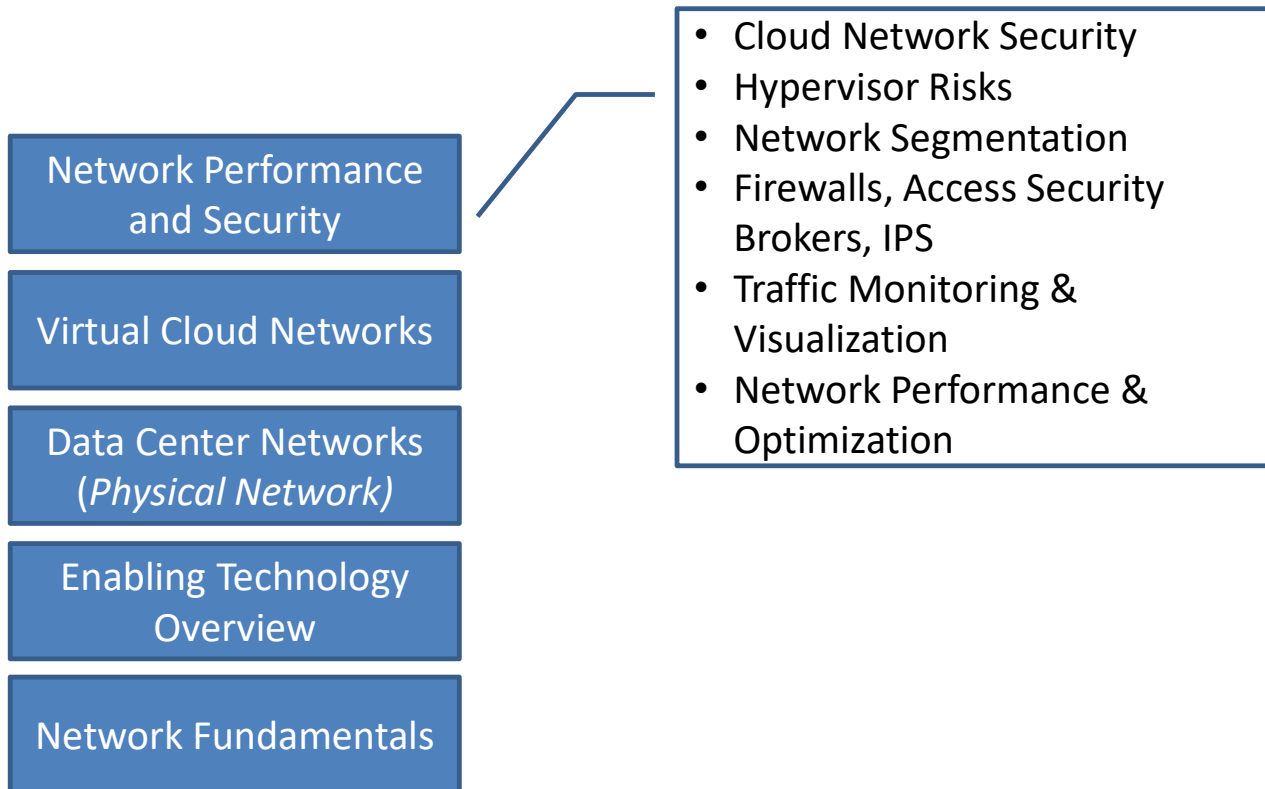 Network Performance
and Security
Virtual Cloud Networks
Data Center Networks
(Physical Network)
Enabling Technology
Overview
Network Fundamentals
• Cloud Network Security
• Hypervisor Risks
• Network Segmentation
• Firewalls, Access Security
Brokers, IPS
• Traffic Monitoring &
Visualization
• Network Performance &
Optimization